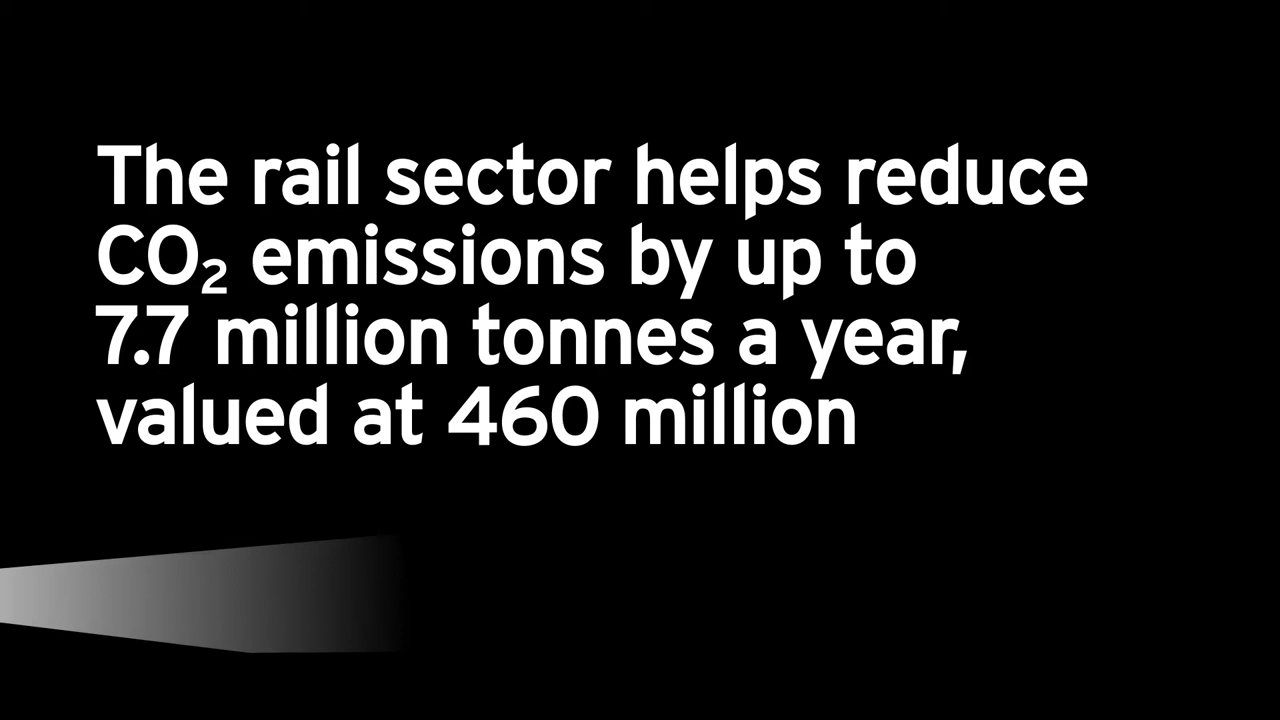 The rail sector helps reduce
CO₂ emissions by up to
7.7 million tonnes a year,
valued at 460 million